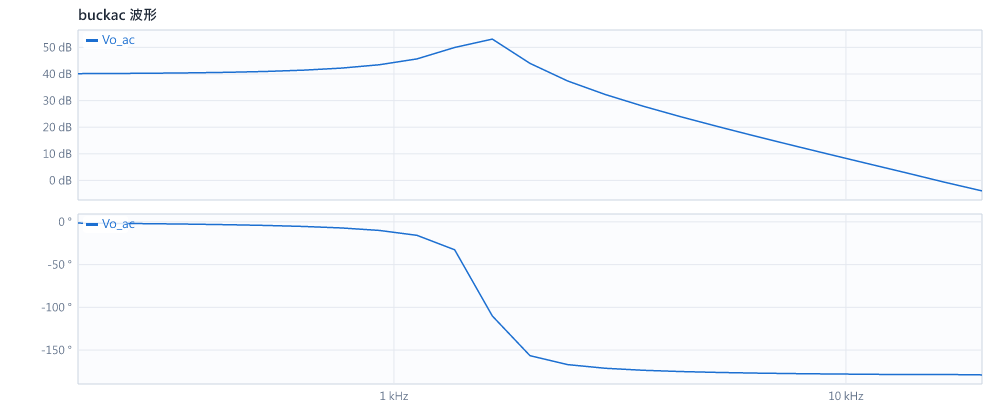 buckac 波形
Vo_ac
50 dB
40 dB
30 dB
20 dB
10 dB
0 dB
Vo_ac
0 °
-50 °
-100 °
-150 °
1 kHz
10 kHz